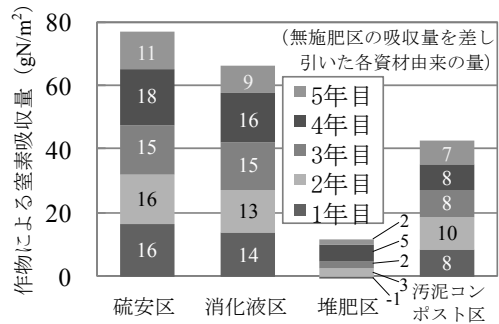 作物による窒素吸収量（gN/m²）
80
60
40
20
0
（無施肥区の吸収量を差し
引いた各資材由来の量）
5年目
4年目
3年目
2年目
1年目
11
18
15
16
16
9
16
15
13
14
2
5
2
3
-1
7
8
8
10
8
硫安区
消化液区
堆肥区
汚泥コン
ポスト区